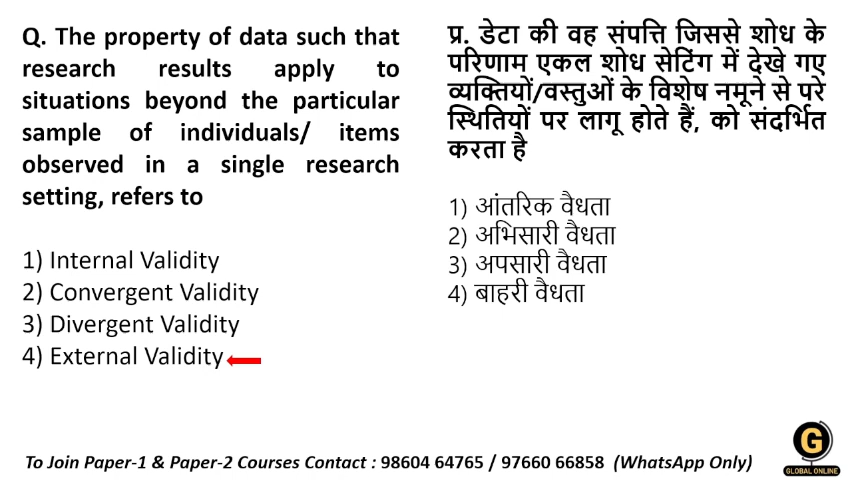 Q. The property of data such that
research results apply to
situations beyond the particular
sample of individuals/ items
observed in a single research
setting, refers to
1) Internal Validity
2) Convergent Validity
3) Divergent Validity
4) External Validity
प्र. डेटा की वह संपत्ति जिससे शोध के
परिणाम एकल शोध सेटिंग में देखे गए
व्यक्तियों/वस्तुओं के विशेष नमूने से परे
स्थितियों पर लागू होते हैं, को संदर्भित
करता है
1) आंतरिक वैधता
2) अभिसारी वैधता
3) अपसारी वैधता
4) बाहरी वैधता
To Join Paper-1 & Paper-2 Courses Contact : 98604 64765 / 97660 66858 (WhatsApp Only)
G
GLOBAL ONLINE